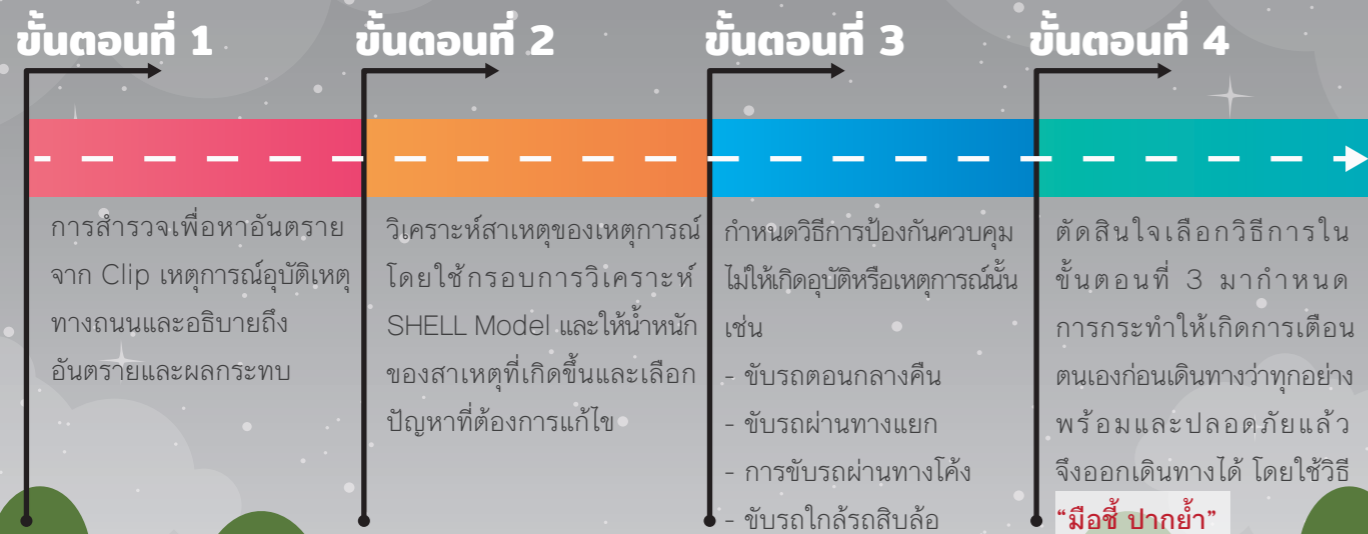 ขั้นตอนที่ 1
การสำรวจเพื่อหาอันตราย
จาก Clip เหตุการณ์อุบัติเหตุ
ทางถนนและอธิบายถึง
อันตรายและผลกระทบ
ขั้นตอนที่ 2
วิเคราะห์สาเหตุของเหตุการณ์
โดยใช้กรอบการวิเคราะห์
SHELL Model และให้น้ำหนัก
ของสาเหตุที่เกิดขึ้นและเลือก
ปัญหาที่ต้องการแก้ไข
ขั้นตอนที่ 3
กำหนดวิธีการป้องกันควบคุม
ไม่ให้เกิดอุบัติหรือเหตุการณ์นั้น
เช่น
- ขับรถตอนกลางคืน
- ขับรถผ่านทางแยก
- การขับรถผ่านทางโค้ง
- ขับรถใกล้รถสิบล้อ
ขั้นตอนที่ 4
ตัดสินใจเลือกวิธีการใน
ขั้นตอนที่ 3 มากำหนด
การกระทำให้เกิดการเตือน
ตนเองก่อนเดินทางว่าทุกอย่าง
พร้อมและปลอดภัยแล้ว
จึงออกเดินทางได้ โดยใช้วิธี
“มือชี้ ปากย้ำ”